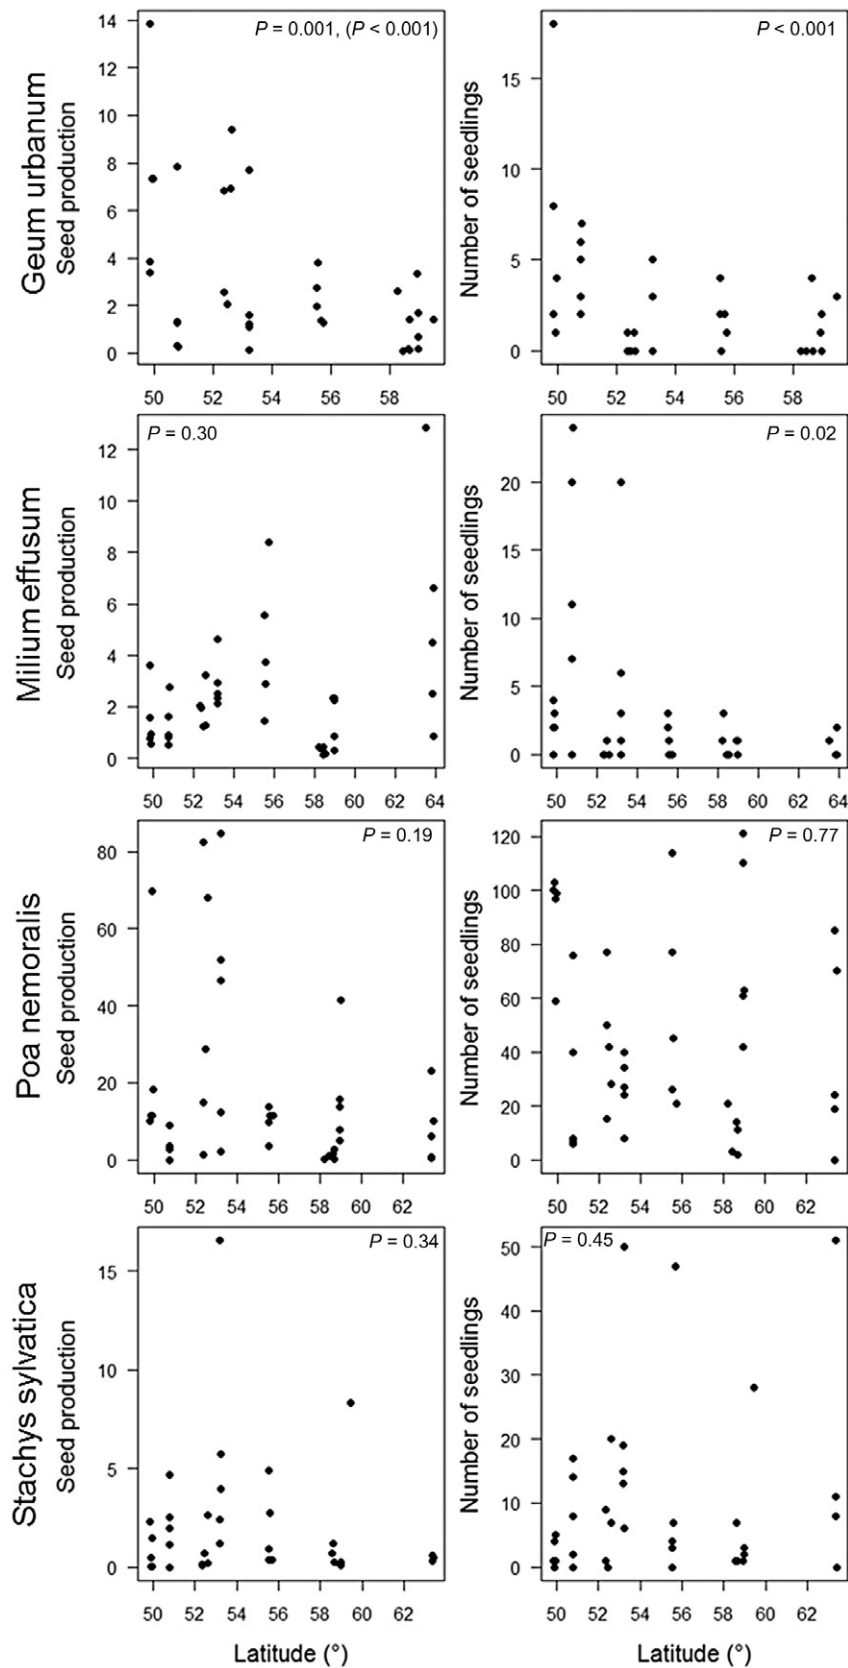 Geum urbanum
Seed production
14
12
10
8
6
4
2
0
P = 0.001, (P < 0.001)
50 52 54 56 58
Number of seedlings
15
10
5
0
P < 0.001
50 52 54 56 58
Milium effusum
Seed production
12
10
8
6
4
2
0
P = 0.30
50 52 54 56 58 60 62 64
Number of seedlings
20
15
10
5
0
P = 0.02
50 52 54 56 58 60 62 64
Poa nemoralis
Seed production
80
60
40
20
0
P = 0.19
50 52 54 56 58 60 62
Number of seedlings
120
100
80
60
40
20
0
P = 0.77
50 52 54 56 58 60 62
Stachys sylvatica
Seed production
15
10
5
0
P = 0.34
50 52 54 56 58 60 62
Latitude (°)
Number of seedlings
50
40
30
20
10
0
P = 0.45
50 52 54 56 58 60 62
Latitude (°)